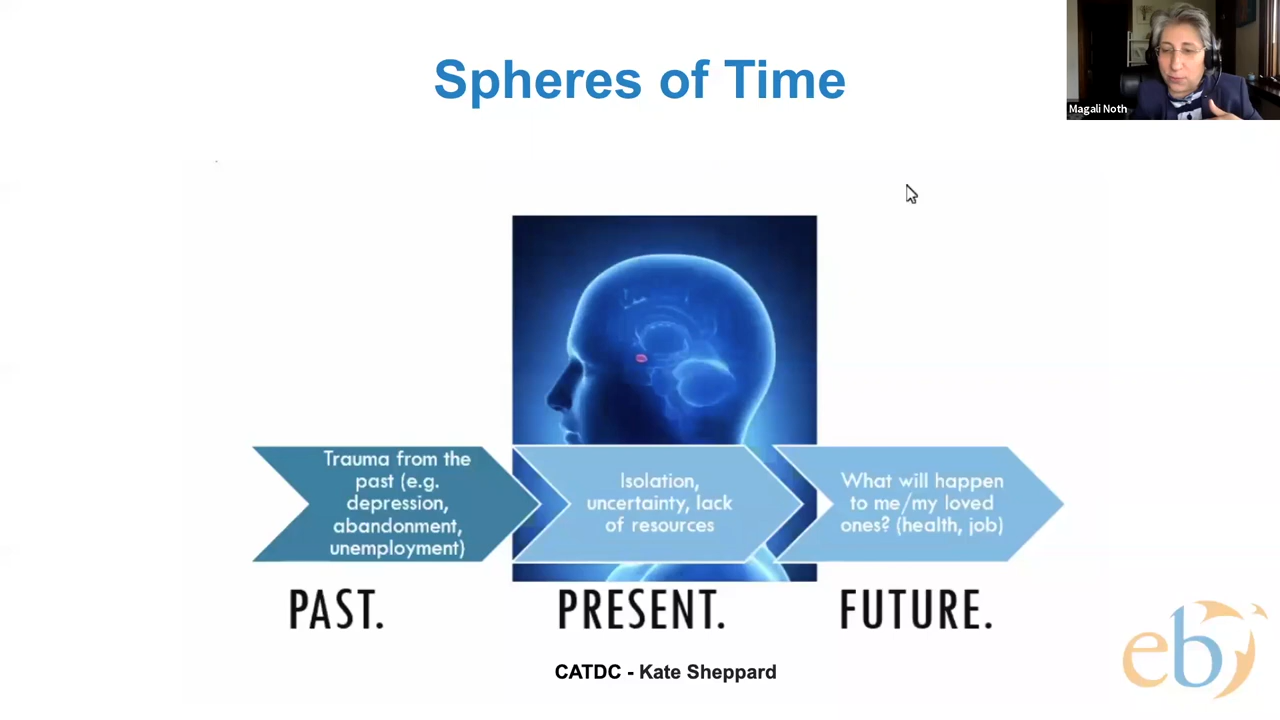 Spheres of Time
Magali Noth
Trauma from the
past (e.g.
depression,
abandonment,
unemployment)
Isolation,
uncertainty, lack
of resources
What will happen
to me/my loved
ones? (health, job)
PAST.
PRESENT.
FUTURE.
CATDC - Kate Sheppard
ebi